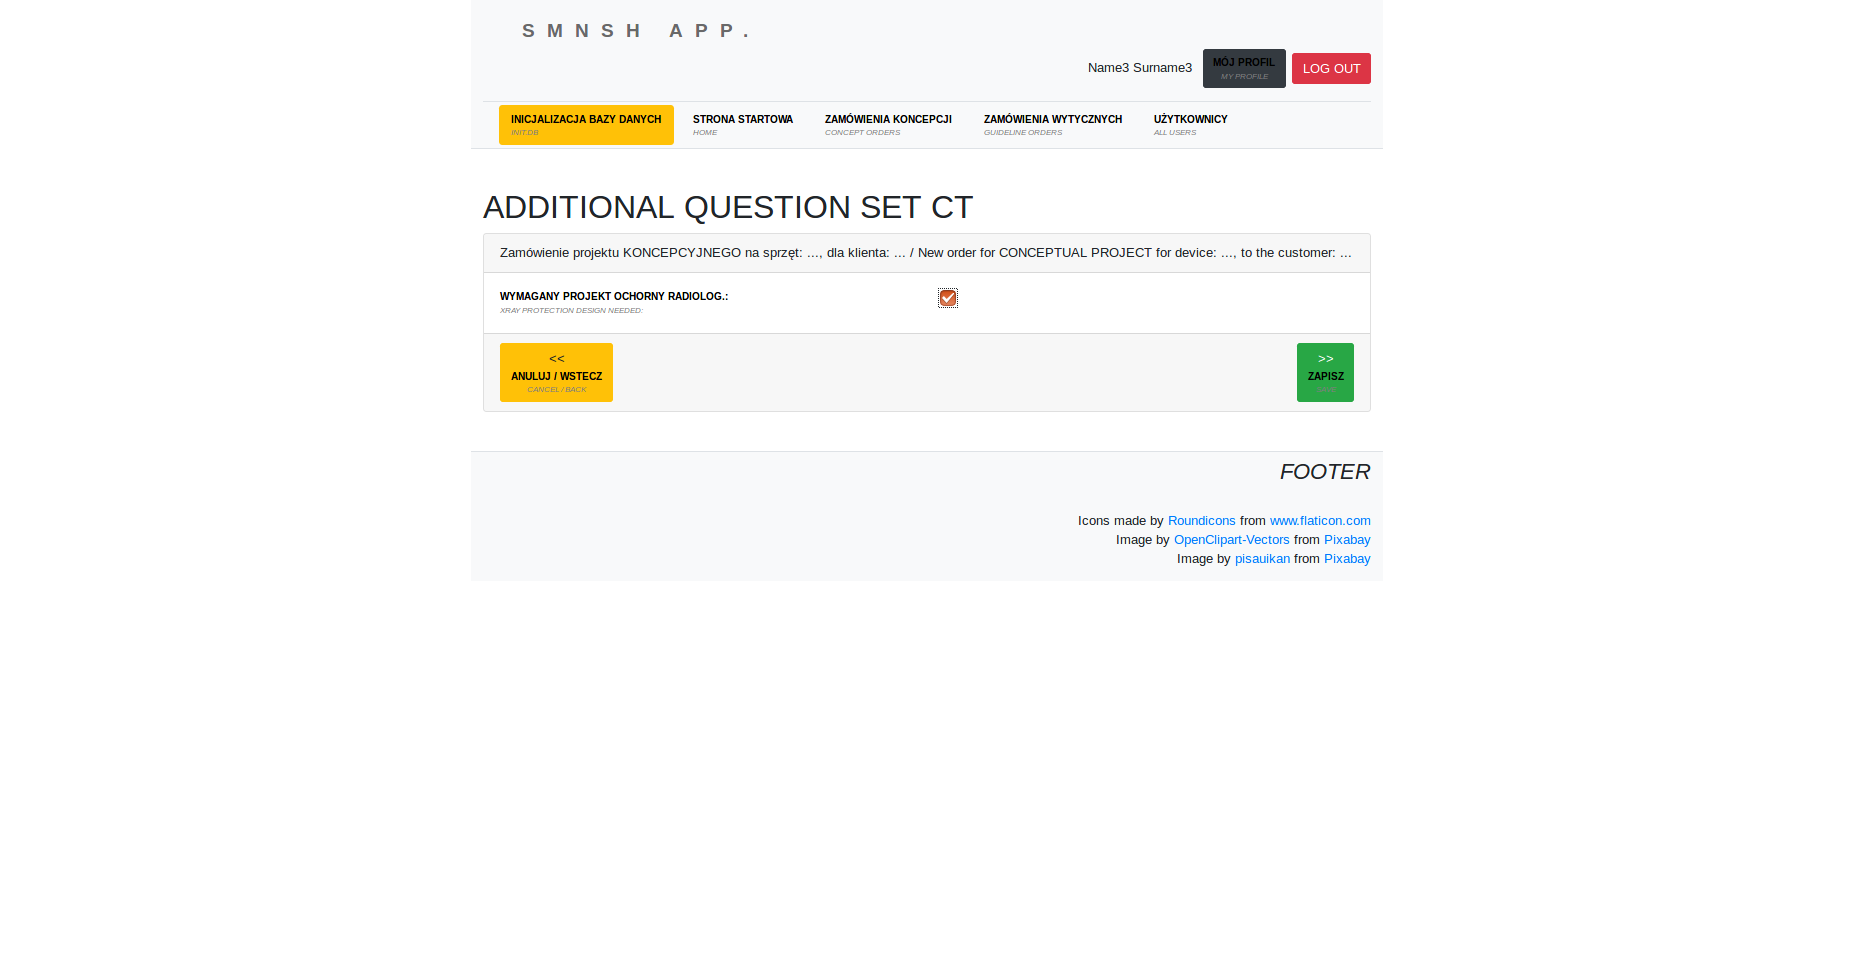 SMNSH APP.
Name3 Surname3
MÓJ PROFIL
MY PROFILE
LOG OUT
INICJALIZACJA BAZY DANYCH
INIT.DB
STRONA STARTOWA
HOME
ZAMÓWIENIA KONCEPCJI
CONCEPT ORDERS
ZAMÓWIENIA WYTYCZNYCH
GUIDELINE ORDERS
UŻYTKOWNICY
ALL USERS
ADDITIONAL QUESTION SET CT
Zamówienie projektu KONCEPCYJNEGO na sprzęt: ..., dla klienta: ... / New order for CONCEPTUAL PROJECT for device: ..., to the customer: ...
WYMAGANY PROJEKT OCHORNY RADIOLOG.:
XRAY PROTECTION DESIGN NEEDED:
<<
ANULUJ / WSTECZ
CANCEL / BACK
>>
ZAPISZ
FOOTER
Icons made by Roundicons from www.flaticon.com
Image by OpenClipart-Vectors from Pixabay
Image by pisauikan from Pixabay